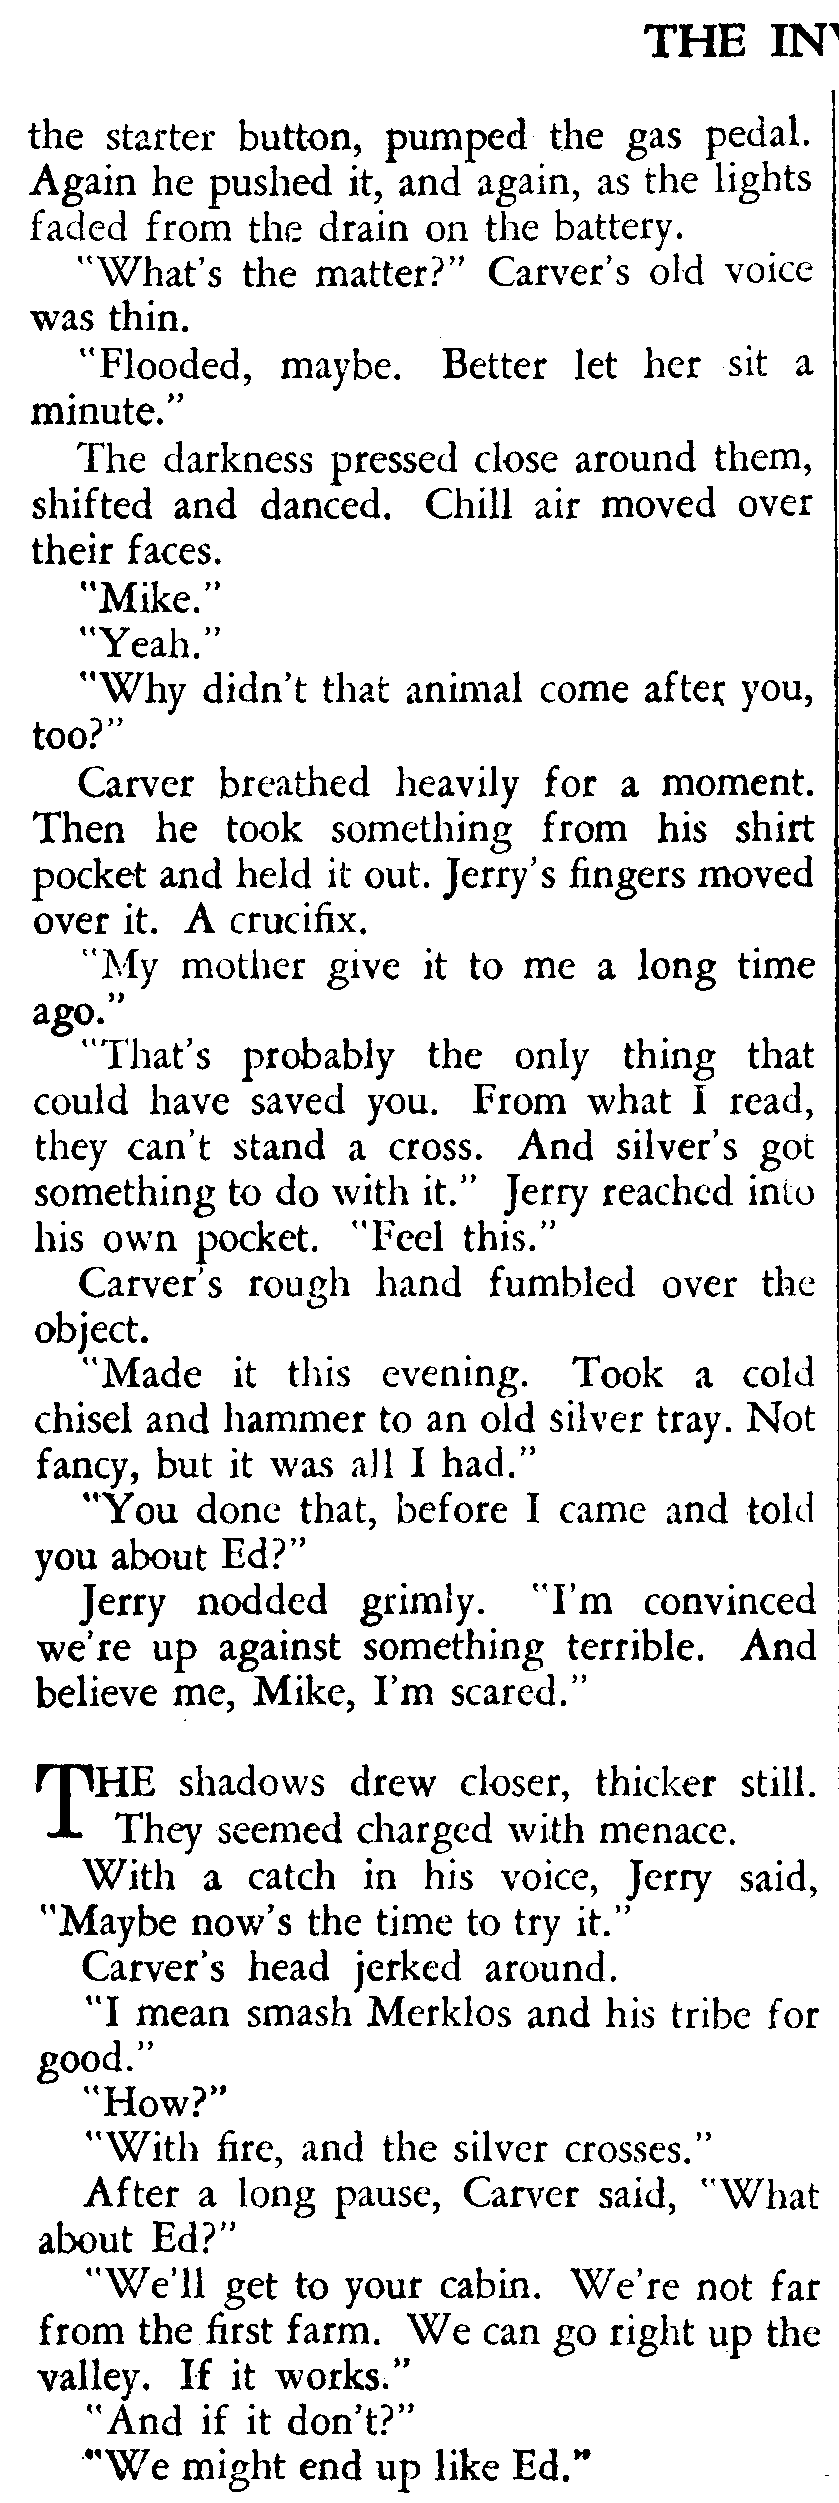 THE INV
the starter button, pumped the gas pedal.
Again he pushed it, and again, as the lights
faded from the drain on the battery.
"What's the matter?" Carver's old voice
was thin.
"Flooded, maybe. Better let her sit a
minute."
The darkness pressed close around them,
shifted and danced. Chill air moved over
their faces.
"Mike."
"Yeah."
"Why didn't that animal come after you,
too?"
Carver breathed heavily for a moment.
Then he took something from his shirt
pocket and held it out. Jerry's fingers moved
over it. A crucifix.
"My mother give it to me a long time
ago."
"That's probably the only thing that
could have saved you. From what I read,
they can't stand a cross. And silver's got
something to do with it." Jerry reached into
his own pocket. "Feel this."
Carver's rough hand fumbled over the
object.
"Made it this evening. Took a cold
chisel and hammer to an old silver tray. Not
fancy, but it was all I had."
"You done that, before I came and told
you about Ed?"
Jerry nodded grimly. "I'm convinced
we're up against something terrible. And
believe me, Mike, I'm scared."
THE shadows drew closer, thicker still.
They seemed charged with menace.
With a catch in his voice, Jerry said,
"Maybe now's the time to try it."
Carver's head jerked around.
"I mean smash Merklos and his tribe for
good."
"How?"
"With fire, and the silver crosses."
After a long pause, Carver said, "What
about Ed?"
"We'll get to your cabin. We're not far
from the first farm. We can go right up the
valley. If it works."
"And if it don't?"
"We might end up like Ed."